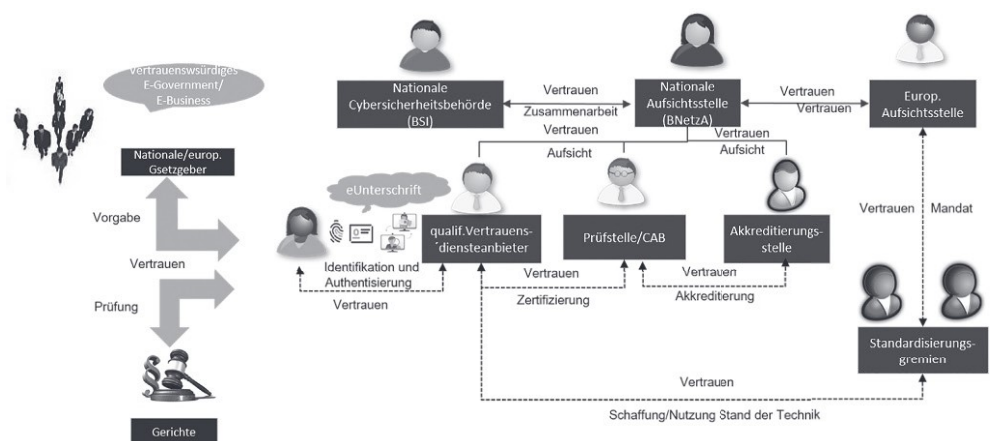 Vertrauenswsürdiges
E-Government/
E-Business
Nationale/europ.
Gsetzgeber
Vorgabe
Vertrauen
Prüfung
Gerichte
Nationale
Cybersicherheitsbehörde
(BSI)
Vertrauen
Zusammenarbeit
Nationale
Aufsichtsstelle
(BNetzA)
Vertrauen
Vertrauen
Europ.
Aufsichtsstelle
Vertrauen
Aufsicht
Vertrauen
Aufsicht
eUnterschrift
qualif.Vertrauens-
´diensteanbieter
Prüfstelle/CAB
Akkreditierungs-
stelle
Vertrauen
Mandat
Identifikation und
Authentisierung
Vertrauen
Vertrauen
Zertifizierung
Vertrauen
Akkreditierung
Standardisierungs-
gremien
Vertrauen
Schaffung/Nutzung Stand der Technik